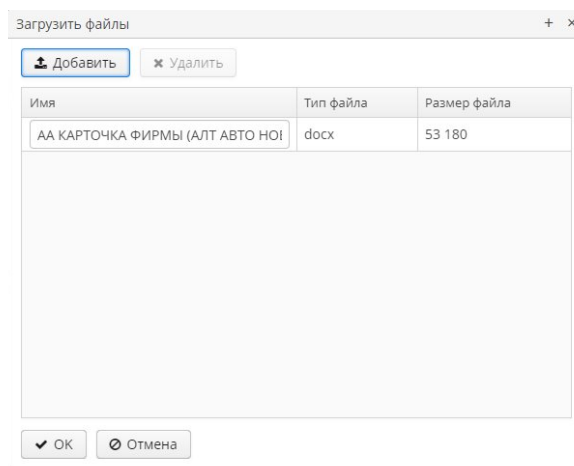 Загрузить файлы
Добавить Удалить
Имя Тип файла Размер файла
АА КАРТОЧКА ФИРМЫ (АЛТ АВТО НОВ docx 53 180
OK Отмена